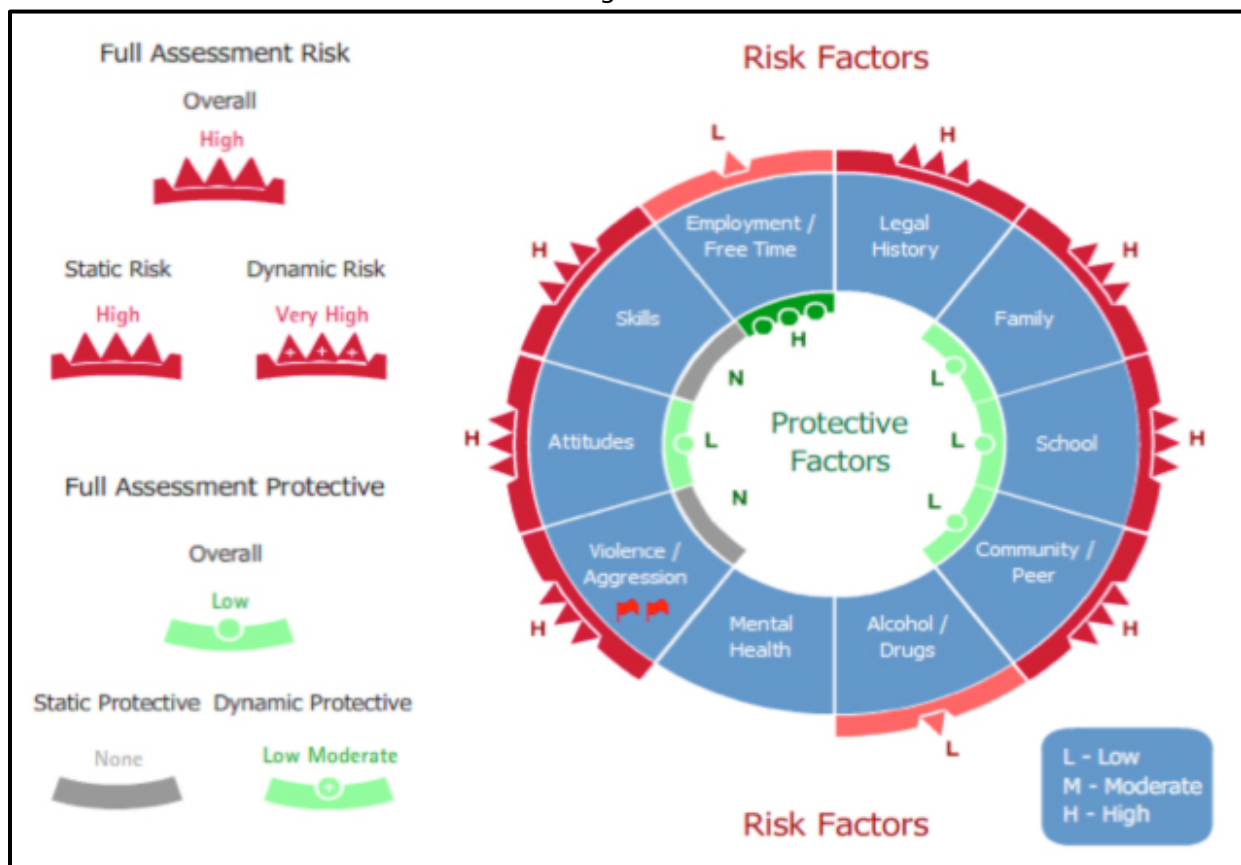 Full Assessment Risk
Overall
High
Static Risk
Dynamic Risk
High
Very High
Full Assessment Protective
Overall
Low
Static Protective
Dynamic Protective
None
Low Moderate
Risk Factors
L
H
Employment /
Free Time
Legal
History
H
H
Skills
Family
H
N
L
H
Attitudes
L
Protective
Factors
L
School
H
N
L
Violence /
Aggression
Community /
Peer
H
H
Mental
Health
Alcohol /
Drugs
L
L - Low
M - Moderate
H - High
Risk Factors